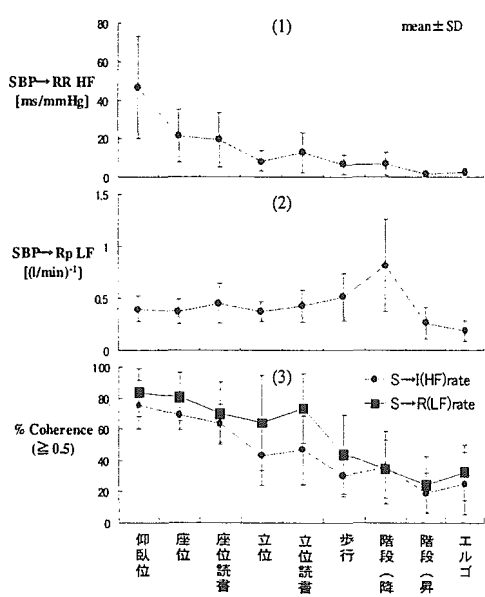 (1)
mean±SD
SBP→RR HF
[ms/mmHg]
80
60
40
20
0
(2)
SBP→Rp LF
[(l/min)⁻¹]
1.5
1
0.5
0
(3)
S→I(HF)rate
S→R(LF)rate
% Coherence
(≧0.5)
100
80
60
40
20
0
仰臥位
座位
座位読書
立位
立位読書
歩行
階段(降
階段(昇
エルゴ